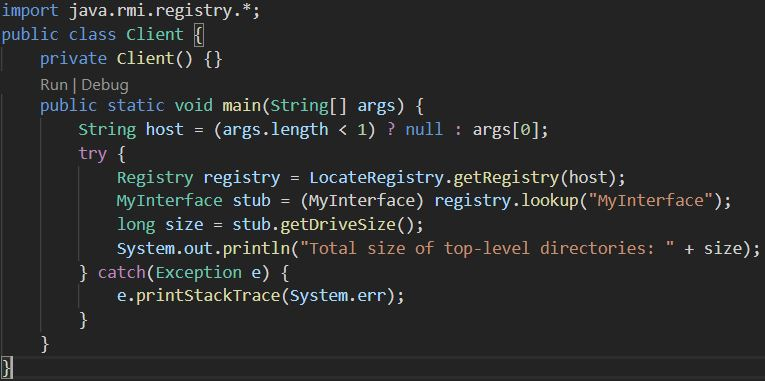 import java.rmi.registry.*;
public class Client {
    private Client() {}
    Run | Debug
    public static void main(String[] args) {
        String host = (args.length < 1) ? null : args[0];
        try {
            Registry registry = LocateRegistry.getRegistry(host);
            MyInterface stub = (MyInterface) registry.lookup("MyInterface");
            long size = stub.getDriveSize();
            System.out.println("Total size of top-level directories: " + size);
        } catch(Exception e) {
            e.printStackTrace(System.err);
        }
    }
}